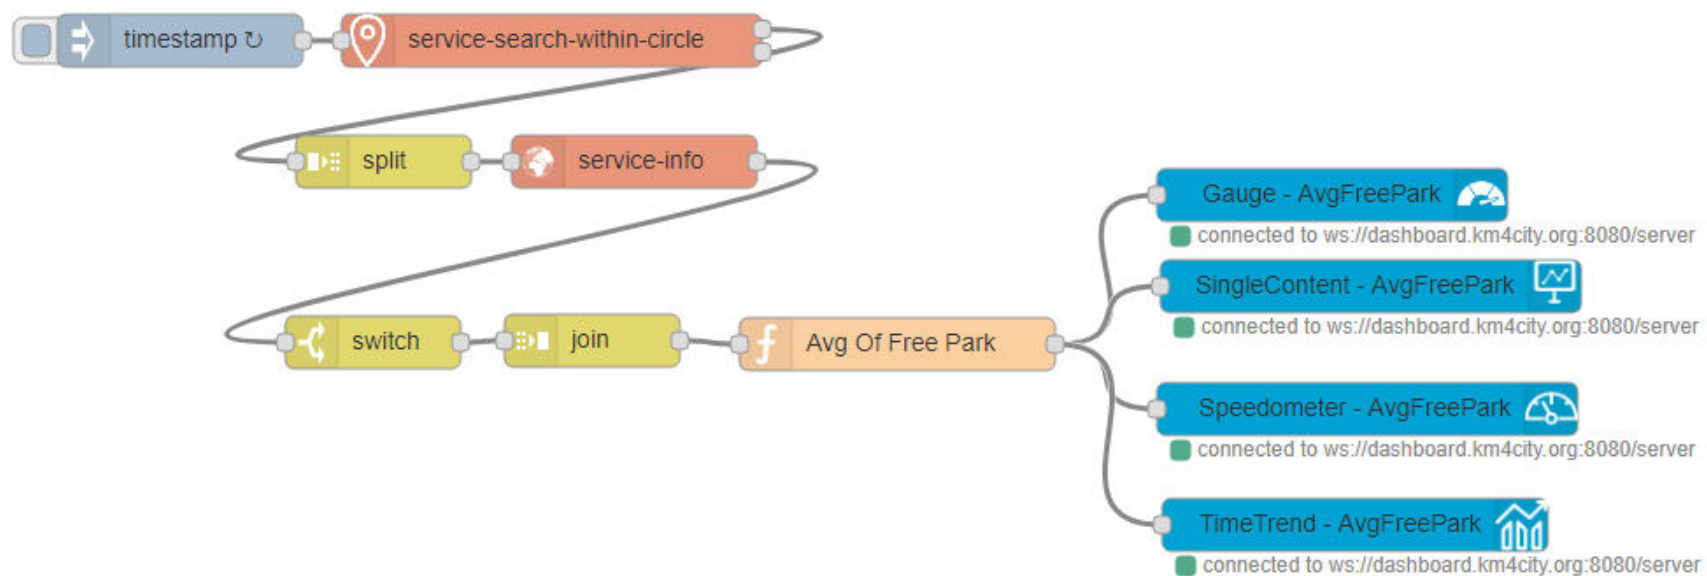 timestamp ↻
service-search-within-circle
split
service-info
Gauge - AvgFreePark
connected to ws://dashboard.km4city.org:8080/server
SingleContent - AvgFreePark
connected to ws://dashboard.km4city.org:8080/server
switch
join
Avg Of Free Park
Speedometer - AvgFreePark
connected to ws://dashboard.km4city.org:8080/server
TimeTrend - AvgFreePark
connected to ws://dashboard.km4city.org:8080/server